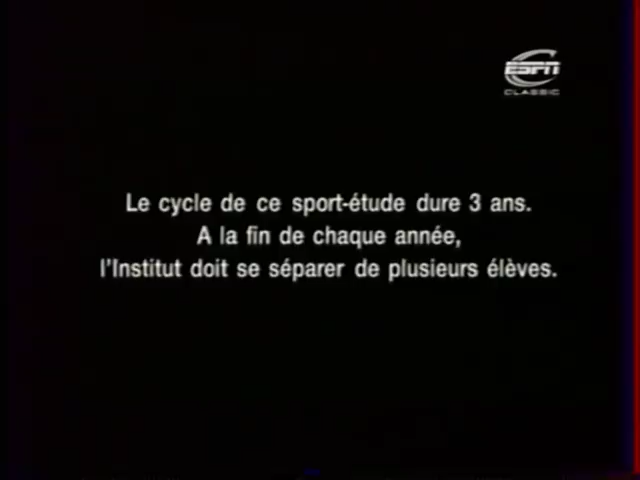 ESPN
CLASSIC
Le cycle de ce sport-étude dure 3 ans.
A la fin de chaque année,
l'Institut doit se séparer de plusieurs élèves.